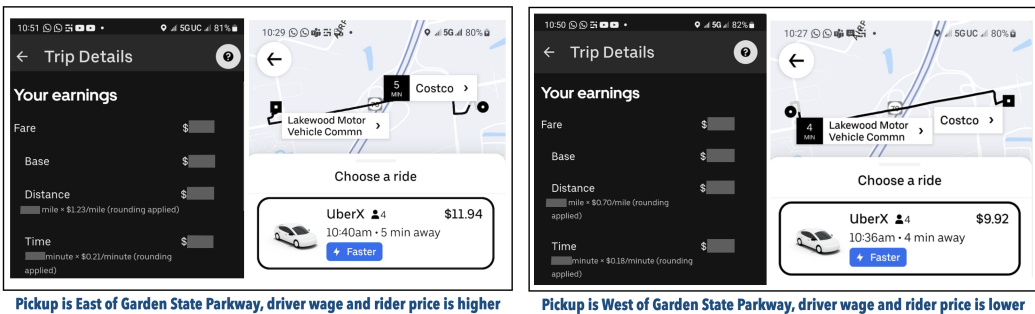 10:51 5GUC 81%
Trip Details
?
Your earnings
Fare $
Base $
Distance $
mile × $1.23/mile (rounding applied)
Time $
minute × $0.21/minute (rounding
applied)
10:29 5G 80%
5
MIN
Costco >
Lakewood Motor
Vehicle Commn >
Choose a ride
UberX 4 $11.94
10:40am • 5 min away
Faster
Pickup is East of Garden State Parkway, driver wage and rider price is higher
10:50 5G 82%
Trip Details
?
Your earnings
Fare $
Base $
Distance $
mile × $0.70/mile (rounding
applied)
Time $
minute × $0.18/minute (rounding
applied)
10:27 5GUC 80%
4
MIN
Lakewood Motor
Vehicle Commn >
Costco >
Choose a ride
UberX 4 $9.92
10:36am • 4 min away
Faster
Pickup is West of Garden State Parkway, driver wage and rider price is lower